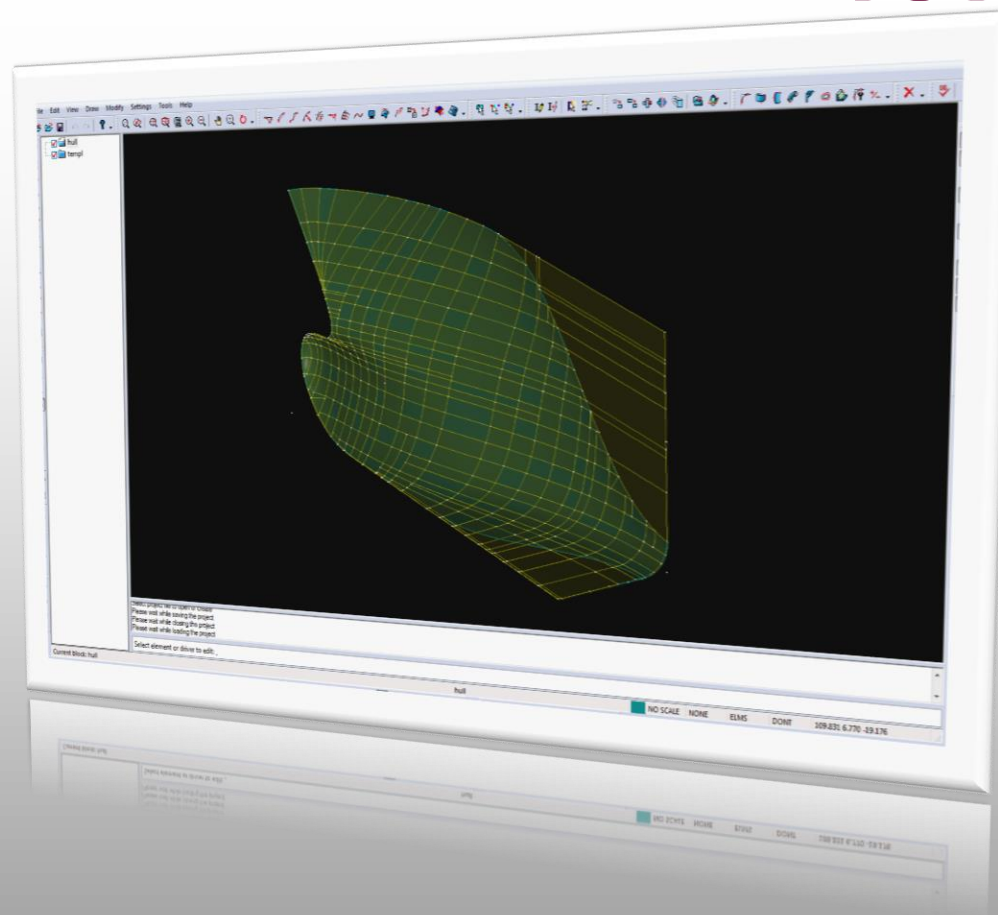 Edit View Draw Modify Settings Tools Help
hull
templ
Please wait while saving the project
Please wait while closing the project
Please wait while loading the project
Select element or driver to edit:
Current block: hull
hull
NO SCALE NONE ELMS DONT 109.831 6.770 -19.176